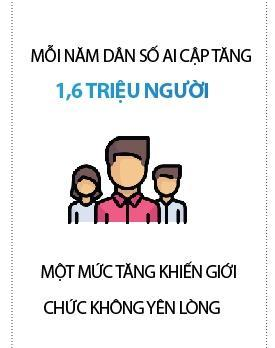 MỖI NĂM DÂN SỐ AI CẬP TĂNG
1,6 TRIỆU NGƯỜI
MỘT MỨC TĂNG KHIẾN GIỚI
CHỨC KHÔNG YÊN LÒNG